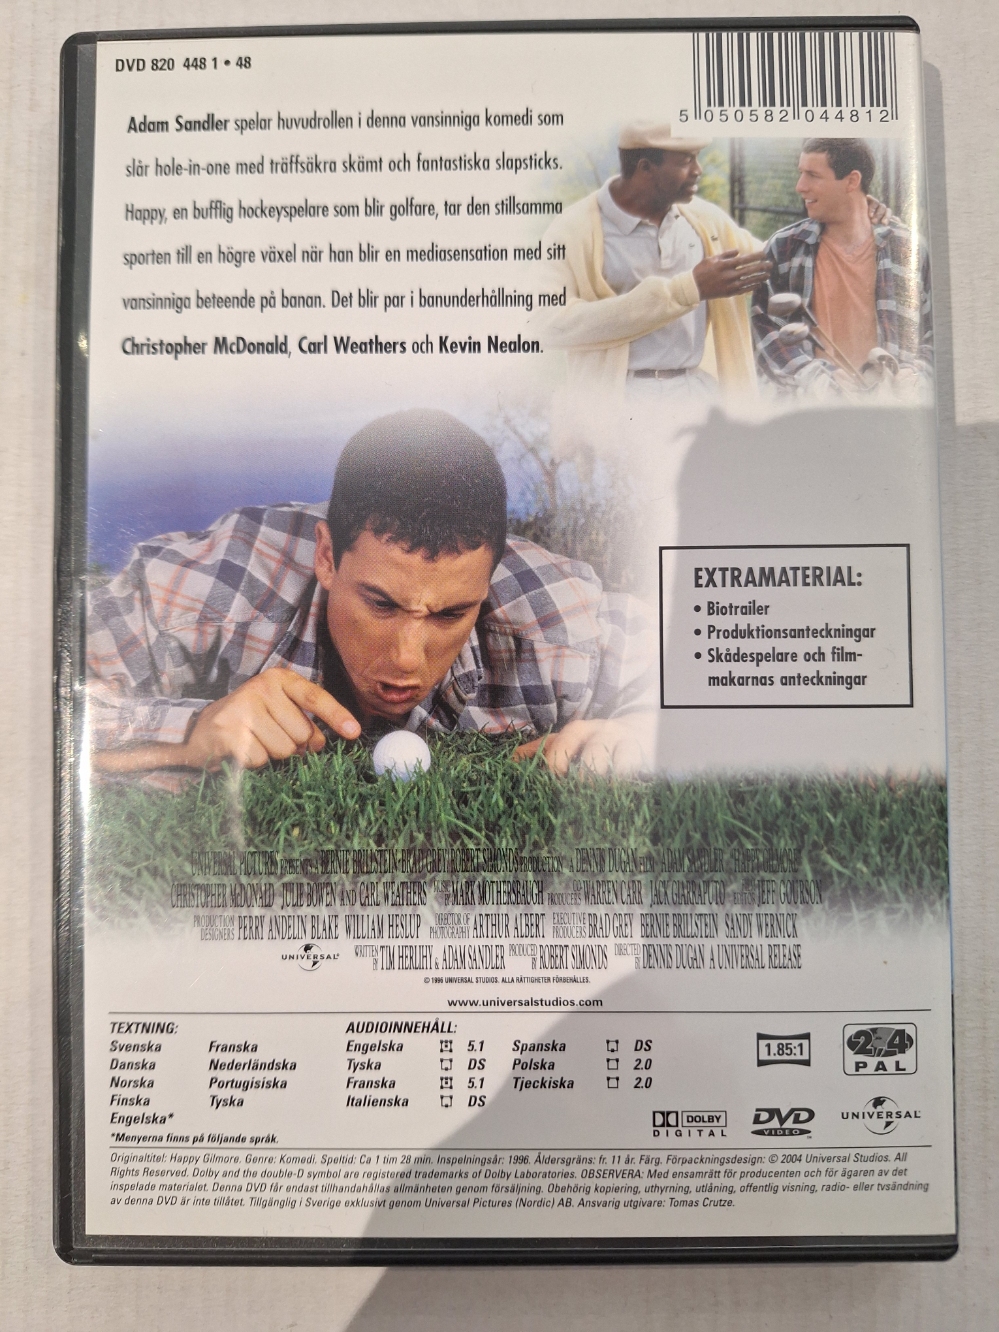 DVD 820 448 1 • 48
5 050582 044812
Adam Sandler spelar huvudrollen i denna vansinniga komedi som
slår hole-in-one med träffsäkra skämt och fantastiska slapsticks.
Happy, en bufflig hockeyspelare som blir golfare, tar den stillsamma
sporten till en högre växel när han blir en mediasensation med sitt
vansinniga beteende på banan. Det blir par i banunderhållning med
Christopher McDonald, Carl Weathers och Kevin Nealon.
EXTRAMATERIAL:
• Biotrailer
• Produktionsanteckningar
• Skådespelare och film-
makarnas anteckningar
UNIVERSAL PICTURES PRESENTS A BERNIE BRILLSTEIN-BRAD GREY/ROBERT SIMONDS PRODUCTION A DENNIS DUGAN FILM ADAM SANDLER "HAPPY GILMORE"
CHRISTOPHER McDONALD JULIE BOWEN AND CARL WEATHERS MUSIC BY MARK MOTHERSBAUGH CO-PRODUCERS WARREN CARR JACK GIARRAPUTO EDITOR JEFF GOURSON
PRODUCTION DESIGNERS PERRY ANDELIN BLAKE WILLIAM HESLUP DIRECTOR OF PHOTOGRAPHY ARTHUR ALBERT EXECUTIVE PRODUCERS BRAD GREY BERNIE BRILLSTEIN SANDY WERNICK
UNIVERSAL WRITTEN BY TIM HERLIHY & ADAM SANDLER PRODUCED BY ROBERT SIMONDS DIRECTED BY DENNIS DUGAN A UNIVERSAL RELEASE
© 1996 UNIVERSAL STUDIOS. ALLA RÄTTIGHETER FÖRBEHÅLLES.
www.universalstudios.com
TEXTNING:
Svenska Franska
Danska Nederländska
Norska Portugisiska
Finska Tyska
Engelska*
*Menyerna finns på följande språk.
AUDIOINNEHÅLL:
Engelska 5.1 Spanska DS
Tyska DS Polska 2.0
Franska 5.1 Tjeckiska 2.0
Italienska DS
1.85:1
2 4
PAL
DOLBY
DIGITAL
DVD
VIDEO
UNIVERSAL
Originaltitel: Happy Gilmore. Genre: Komedi. Speltid: Ca 1 tim 28 min. Inspelningsår: 1996. Åldersgräns: fr. 11 år. Färg. Förpackningsdesign: © 2004 Universal Studios. All
Rights Reserved. Dolby and the double-D symbol are registered trademarks of Dolby Laboratories. OBSERVERA: Med ensamrätt för producenten och för ägaren av det
inspelade materialet. Denna DVD får endast tillhandahållas allmänheten genom försäljning. Obehörig kopiering, uthyrning, utlåning, offentlig visning, radio- eller tvsändning
av denna DVD är inte tillåtet. Tillgänglig i Sverige exklusivt genom Universal Pictures (Nordic) AB. Ansvarig utgivare: Tomas Crutze.